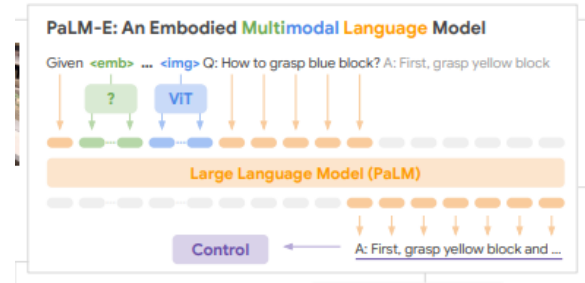 PaLM-E: An Embodied Multimodal Language Model
Given <emb> ... <img> Q: How to grasp blue block? A: First, grasp yellow block
? ViT
Large Language Model (PaLM)
Control A: First, grasp yellow block and ...